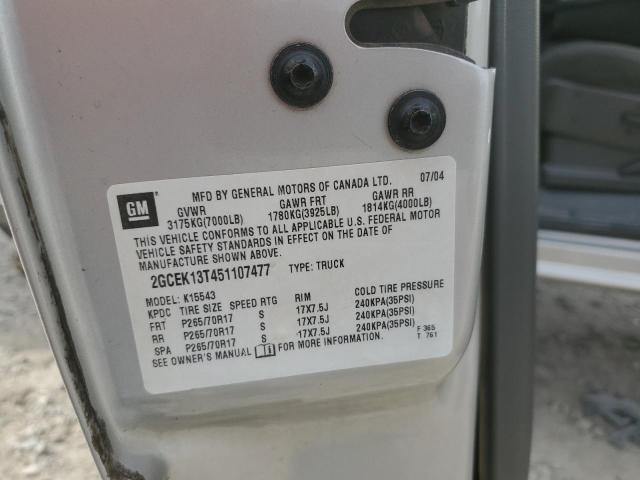 GM
MFD BY GENERAL MOTORS OF CANADA LTD. 07/04
GVWR GAWR FRT GAWR RR
3175KG(7000LB) 1780KG(3925LB) 1814KG(4000LB)
THIS VEHICLE CONFORMS TO ALL APPLICABLE U.S. FEDERAL MOTOR
VEHICLE SAFETY STANDARDS IN EFFECT ON THE DATE OF
MANUFACTURE SHOWN ABOVE.
2GCEK13T451107477 TYPE: TRUCK
MODEL: K15543
KPDC TIRE SIZE SPEED RTG RIM COLD TIRE PRESSURE
FRT P265/70R17 S 17X7.5J 240KPA(35PSI)
RR P265/70R17 S 17X7.5J 240KPA(35PSI)
SPA P265/70R17 S 17X7.5J 240KPA(35PSI)
SEE OWNER'S MANUAL FOR MORE INFORMATION. F 365
T 761